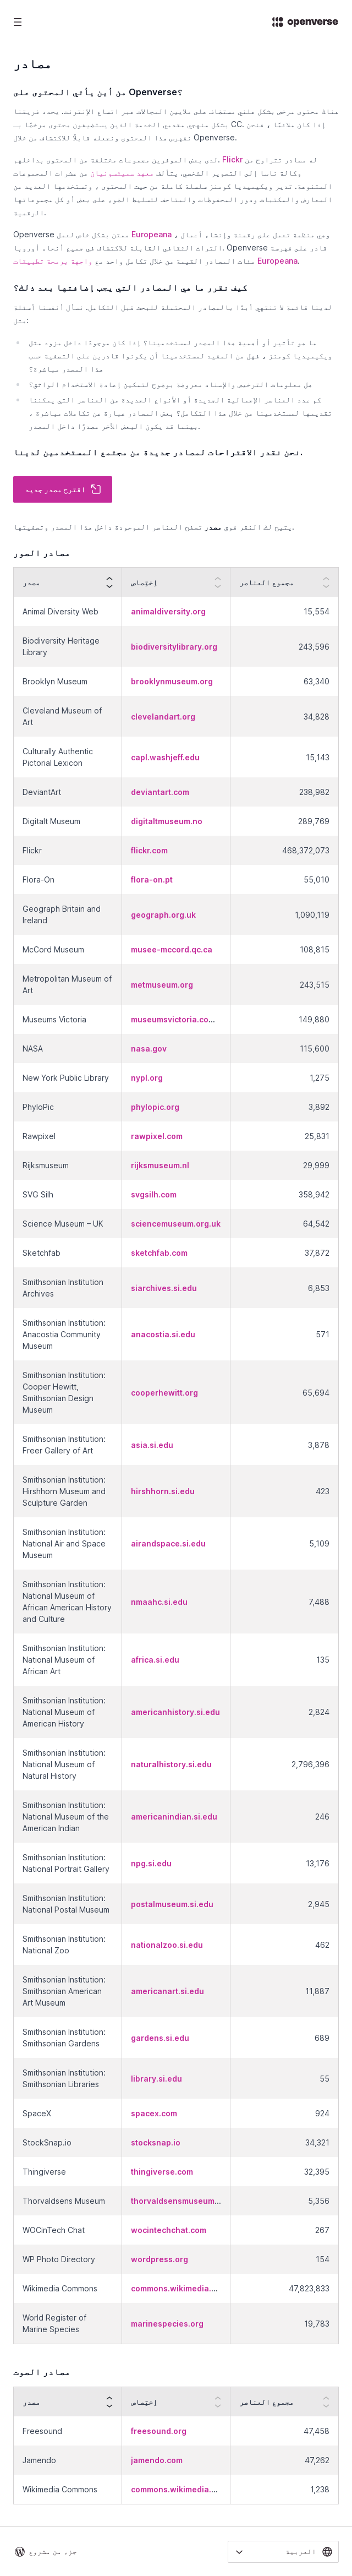 openverse
مصادر
من أين يأتي المحتوى على Openverse؟
هناك محتوى مرخص بشكل علني مستضاف على ملايين المجالات عبر اتساع الإنترنت. يحدد فريقنا
بشكل منهجي مقدمي الخدمة الذين يستضيفون محتوى مرخصًا بـ CC. إذا كان ملائمًا ، فنحن
نفهرس هذا المحتوى ونجعله قابلاً للاكتشاف من خلال Openverse.
لدى بعض الموفرين مجموعات مختلفة من المحتوى بداخلهم. Flickr له مصادر تتراوح من
وكالة ناسا إلى التصوير الشخصي. يتألف معهد سميثسونيان من عشرات المجموعات
المتنوعة. تدير ويكيميديا كومنز سلسلة كاملة من حيث المحتوى ، وتستخدمها العديد من
المعارض والمكتبات ودور المحفوظات والمتاحف لتسليط الضوء على بعض أو كل مجموعاتها
الرقمية.
Openverse ممتن بشكل خاص لعمل Europeana ، وهي منظمة تعمل على رقمنة وإنشاء أعمال
التراث الثقافي القابلة للاكتشاف في جميع أنحاء أوروبا. Openverse قادر على فهرسة
مئات المصادر القيمة من خلال تكامل واحد مع واجهة برمجة تطبيقات Europeana.
كيف نقرر ما هي المصادر التي يجب إضافتها بعد ذلك؟
لدينا قائمة لا تنتهي أبدًا بالمصادر المحتملة للبحث قبل التكامل. نسأل أنفسنا أسئلة
مثل:
ما هو تأثير أو أهمية هذا المصدر لمستخدمينا؟ إذا كان موجودًا داخل مزود مثل
ويكيميديا كومنز ، فهل من المفيد لمستخدمينا أن يكونوا قادرين على التصفية حسب
هذا المصدر مباشرة؟
هل معلومات الترخيص والإسناد معروضة بوضوح لتمكين إعادة الاستخدام الواثق؟
كم عدد العناصر الإجمالية الجديدة أو الأنواع الجديدة من العناصر التي يمكننا
تقديمها لمستخدمينا من خلال هذا التكامل؟ بعض المصادر عبارة عن تكاملات مباشرة ،
بينما قد يكون البعض الآخر مصدرًا داخل المصدر.
نحن نقدر الاقتراحات لمصادر جديدة من مجتمع المستخدمين لدينا.
اقترح مصدر جديد
يتيح لك النقر فوق مصدر تصفح العناصر الموجودة داخل هذا المصدر وتصفيتها.
مصادر الصور
مصدر إختِصاص مجموع العناصر
Animal Diversity Web animaldiversity.org 15,554
Biodiversity Heritage Library biodiversitylibrary.org 243,596
Brooklyn Museum brooklynmuseum.org 63,340
Cleveland Museum of Art clevelandart.org 34,828
Culturally Authentic Pictorial Lexicon capl.washjeff.edu 15,143
DeviantArt deviantart.com 238,982
Digitalt Museum digitaltmuseum.no 289,769
Flickr flickr.com 468,372,073
Flora-On flora-on.pt 55,010
Geograph Britain and Ireland geograph.org.uk 1,090,119
McCord Museum musee-mccord.qc.ca 108,815
Metropolitan Museum of Art metmuseum.org 243,515
Museums Victoria museumsvictoria.co... 149,880
NASA nasa.gov 115,600
New York Public Library nypl.org 1,275
PhyloPic phylopic.org 3,892
Rawpixel rawpixel.com 25,831
Rijksmuseum rijksmuseum.nl 29,999
SVG Silh svgsilh.com 358,942
Science Museum – UK sciencemuseum.org.uk 64,542
Sketchfab sketchfab.com 37,872
Smithsonian Institution Archives siarchives.si.edu 6,853
Smithsonian Institution: Anacostia Community Museum anacostia.si.edu 571
Smithsonian Institution: Cooper Hewitt, Smithsonian Design Museum cooperhewitt.org 65,694
Smithsonian Institution: Freer Gallery of Art asia.si.edu 3,878
Smithsonian Institution: Hirshhorn Museum and Sculpture Garden hirshhorn.si.edu 423
Smithsonian Institution: National Air and Space Museum airandspace.si.edu 5,109
Smithsonian Institution: National Museum of African American History and Culture nmaahc.si.edu 7,488
Smithsonian Institution: National Museum of African Art africa.si.edu 135
Smithsonian Institution: National Museum of American History americanhistory.si.edu 2,824
Smithsonian Institution: National Museum of Natural History naturalhistory.si.edu 2,796,396
Smithsonian Institution: National Museum of the American Indian americanindian.si.edu 246
Smithsonian Institution: National Portrait Gallery npg.si.edu 13,176
Smithsonian Institution: National Postal Museum postalmuseum.si.edu 2,945
Smithsonian Institution: National Zoo nationalzoo.si.edu 462
Smithsonian Institution: Smithsonian American Art Museum americanart.si.edu 11,887
Smithsonian Institution: Smithsonian Gardens gardens.si.edu 689
Smithsonian Institution: Smithsonian Libraries library.si.edu 55
SpaceX spacex.com 924
StockSnap.io stocksnap.io 34,321
Thingiverse thingiverse.com 32,395
Thorvaldsens Museum thorvaldsensmuseum... 5,356
WOCinTech Chat wocintechchat.com 267
WP Photo Directory wordpress.org 154
Wikimedia Commons commons.wikimedia.... 47,823,833
World Register of Marine Species marinespecies.org 19,783
مصادر الصوت
مصدر إختِصاص مجموع العناصر
Freesound freesound.org 47,458
Jamendo jamendo.com 47,262
Wikimedia Commons commons.wikimedia.... 1,238
جزء من مشروع
العربية